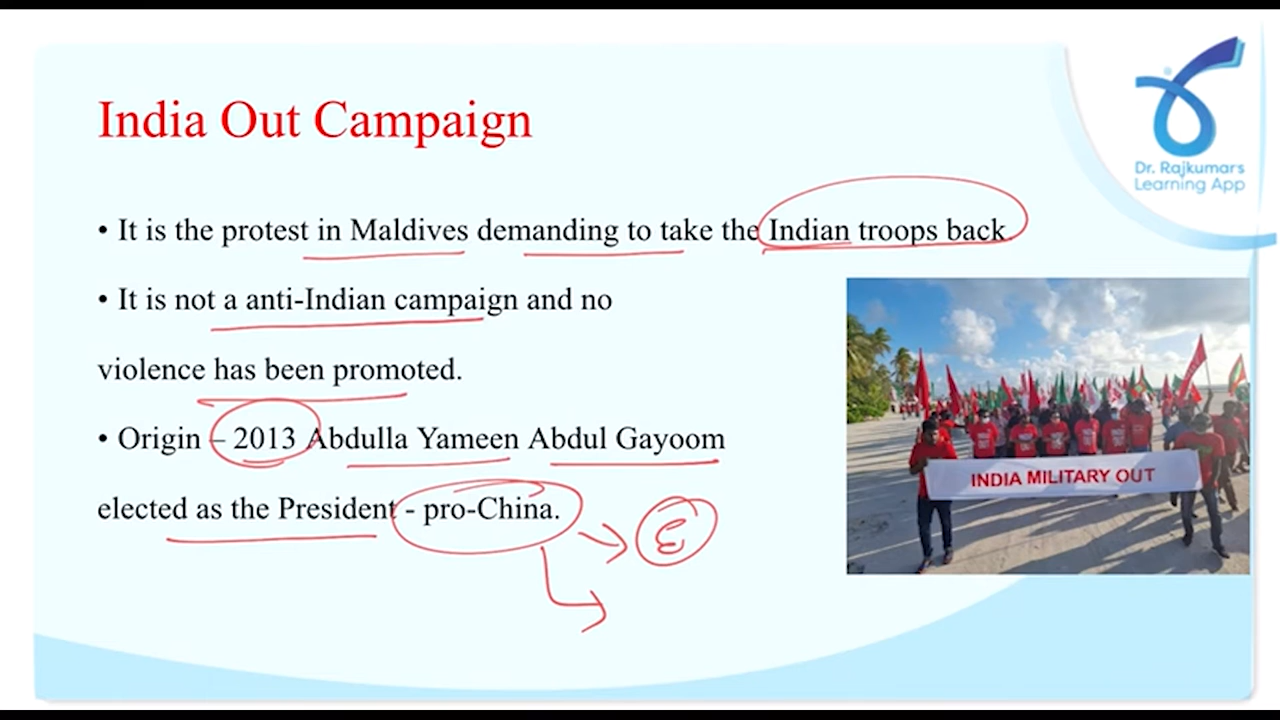 India Out Campaign
• It is the protest in Maldives demanding to take the Indian troops back
• It is not a anti-Indian campaign and no
violence has been promoted.
• Origin – 2013 Abdulla Yameen Abdul Gayoom
elected as the President - pro-China.
Dr. Rajkumars
Learning App
INDIA MILITARY OUT